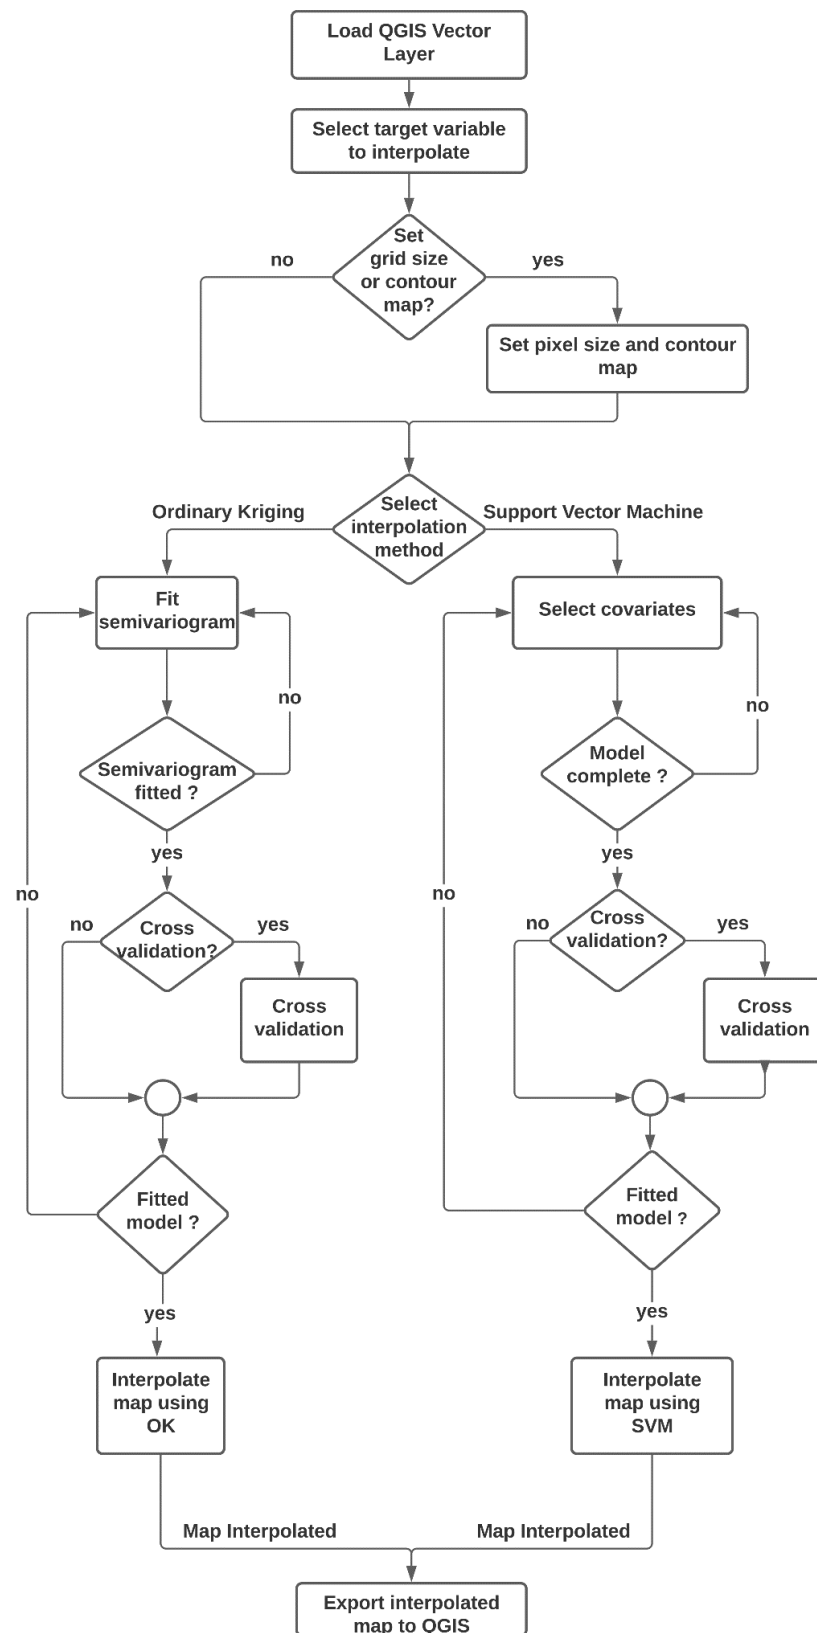 Load QGIS Vector
Layer
Select target variable
to interpolate
Set
grid size
or contour
map?
no
yes
Set pixel size and contour
map
Select
interpolation
method
Ordinary Kriging
Support Vector Machine
Fit
semivariogram
no
Semivariogram
fitted ?
yes
no
Cross
validation?
no
yes
Cross
validation
Fitted
model ?
yes
Interpolate
map using
OK
Map Interpolated
Select covariates
no
Model
complete ?
yes
no
Cross
validation?
no
yes
Cross
validation
Fitted
model ?
yes
Interpolate
map using
SVM
Map Interpolated
Export interpolated
map to QGIS